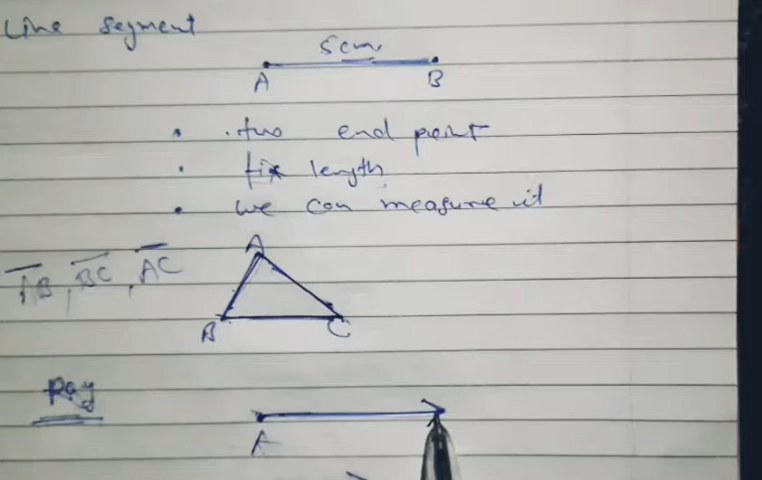 Line segment
5cm
A B
. two end point
. fix length
. we can measure it
A
AB, BC, AC
B C
Ray
A